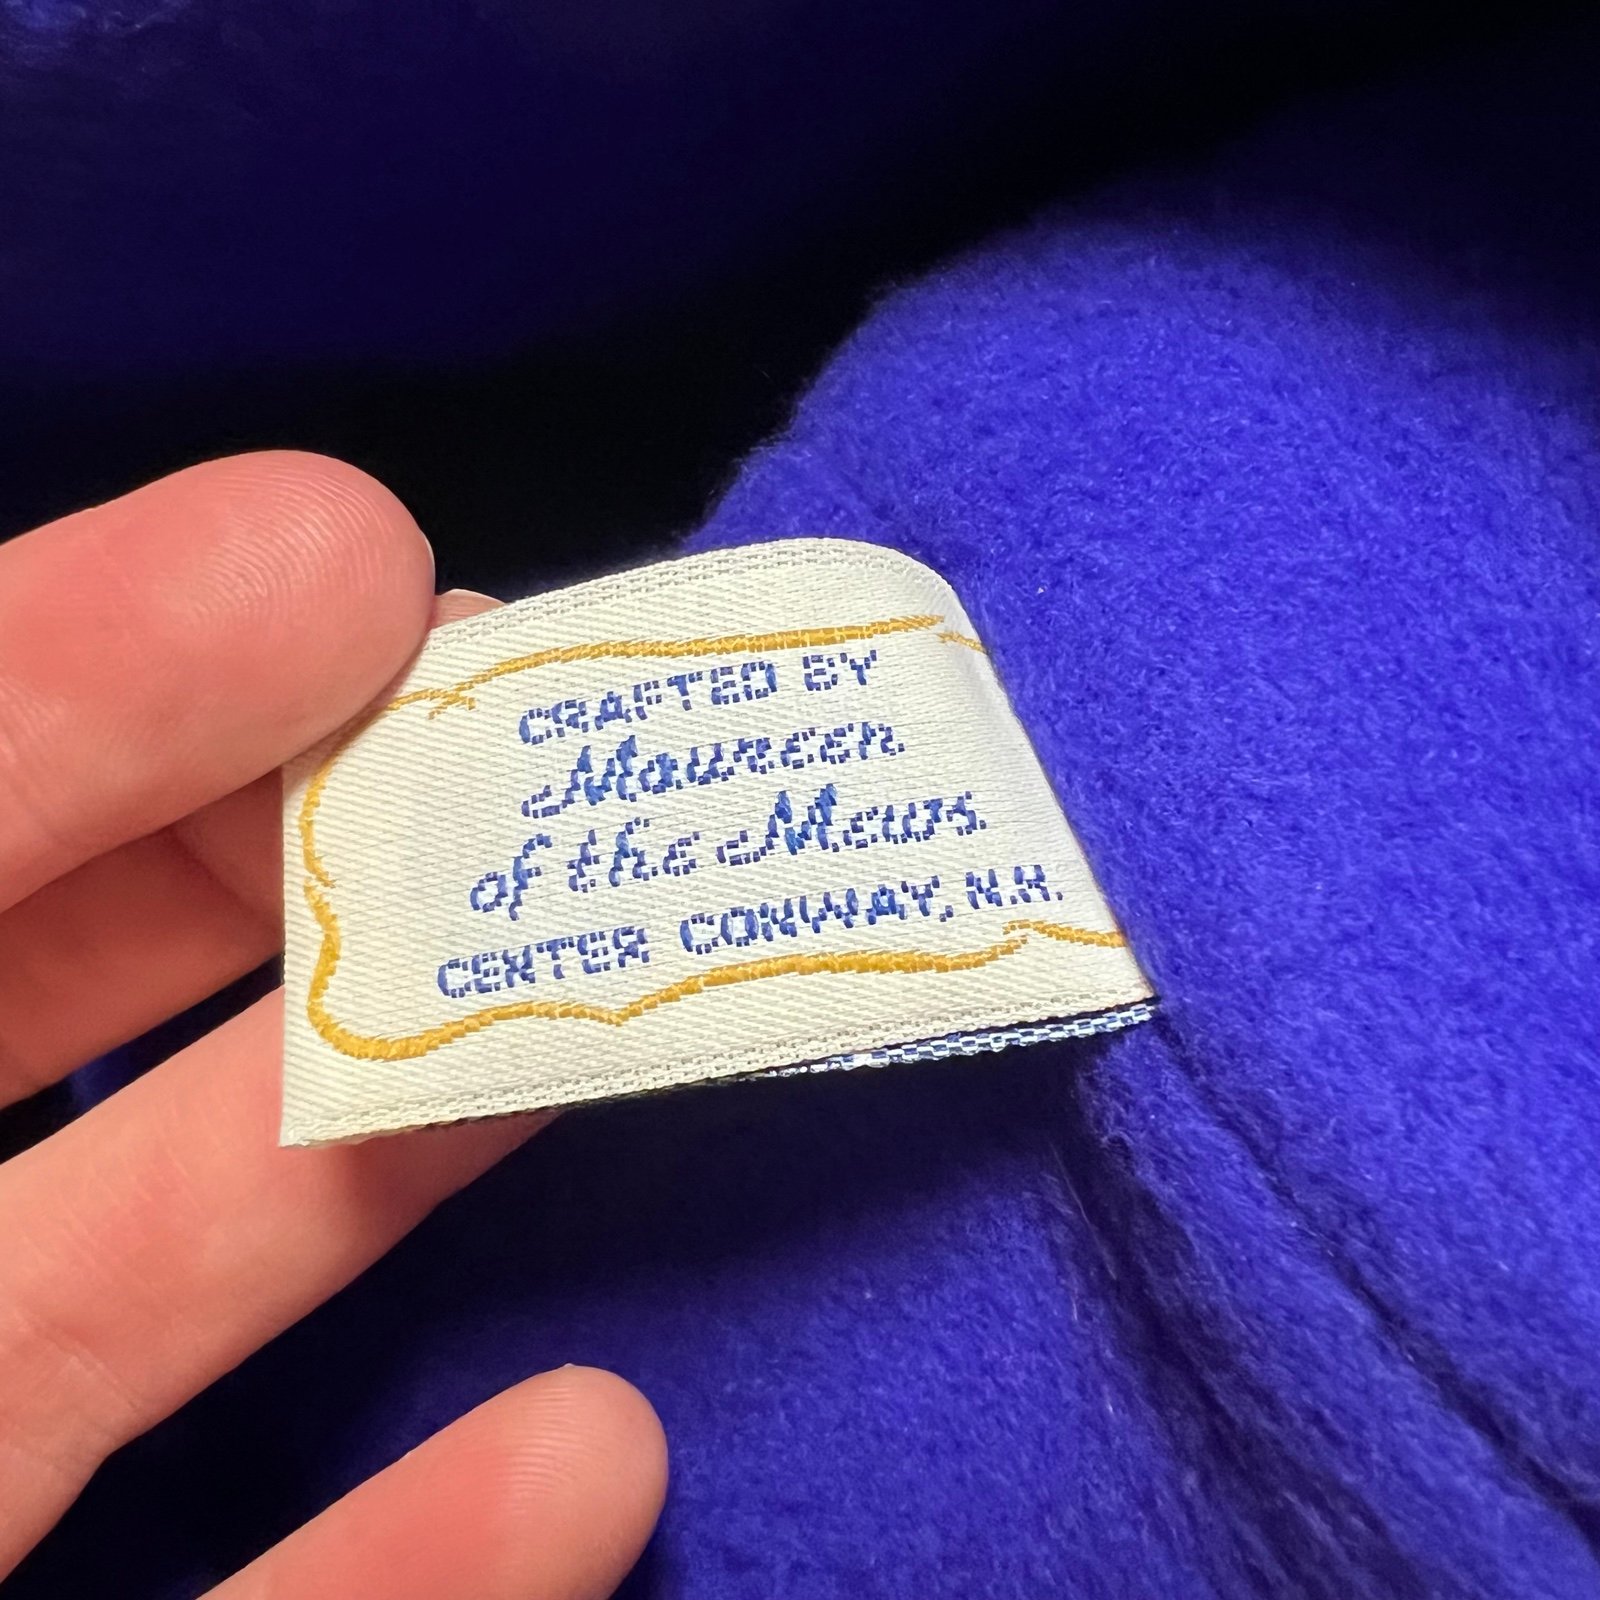 CRAFTED BY
Maureen
of the Mews
CENTER CONWAY, N.H.